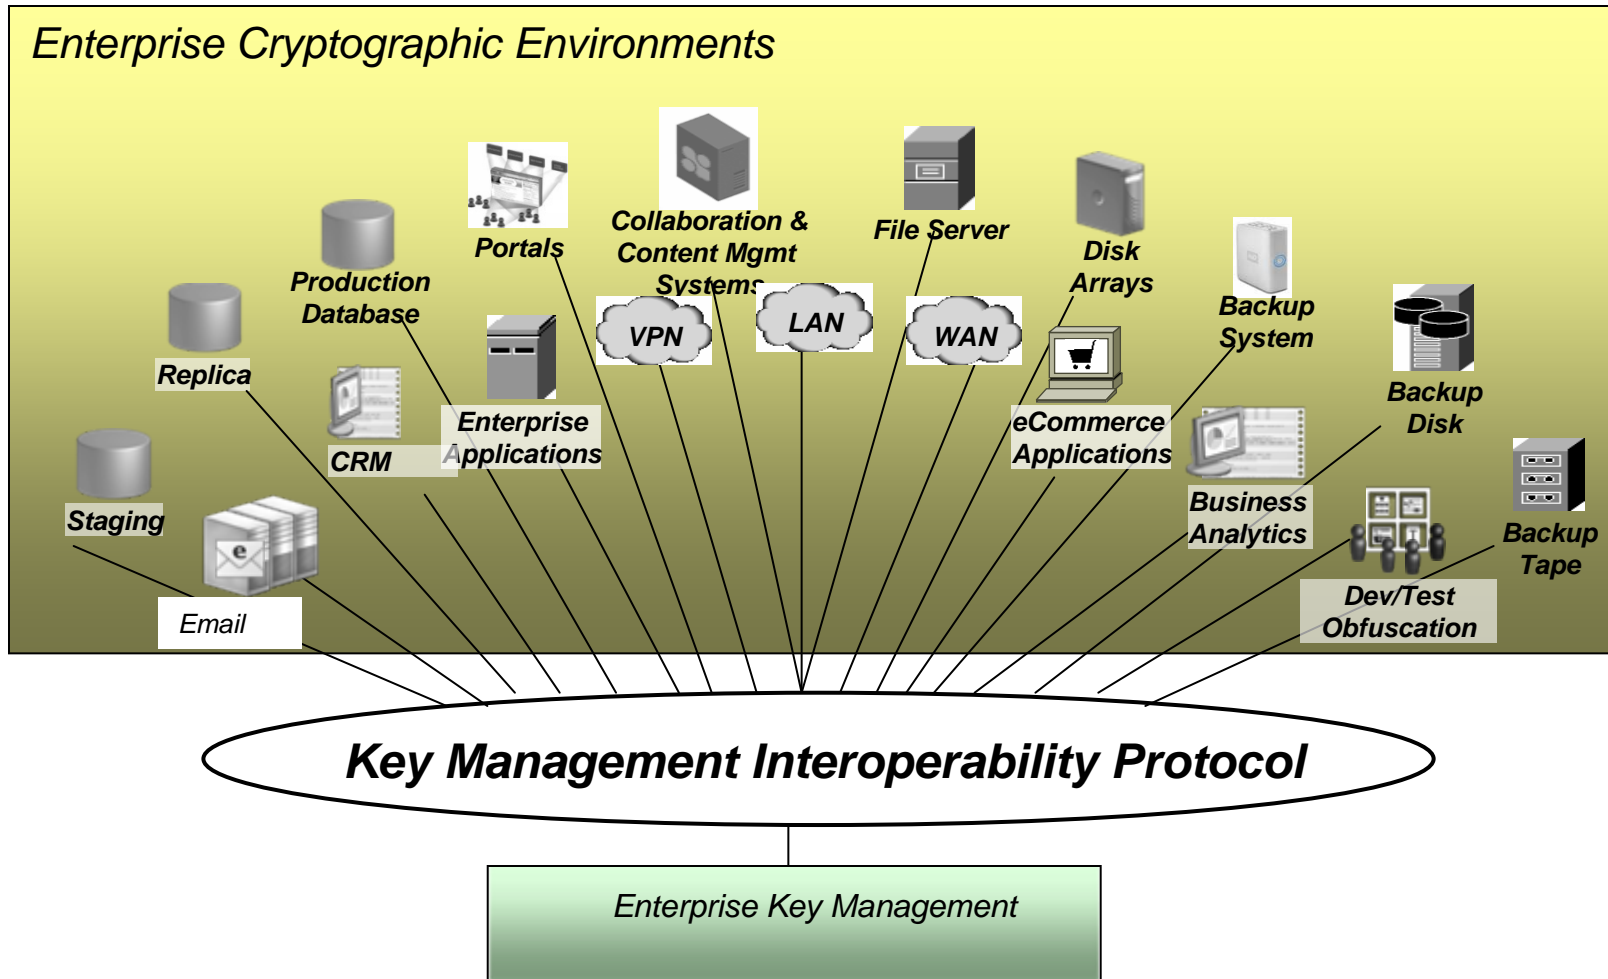 Enterprise Cryptographic Environments
Portals
Collaboration &
Content Mgmt
Systems
File Server
Disk
Arrays
Production
Database
Backup
System
Replica
VPN
LAN
WAN
Backup
Disk
CRM
Enterprise
Applications
eCommerce
Applications
Staging
e
Email
Business
Analytics
Backup
Tape
Dev/Test
Obfuscation
Key Management Interoperability Protocol
Enterprise Key Management